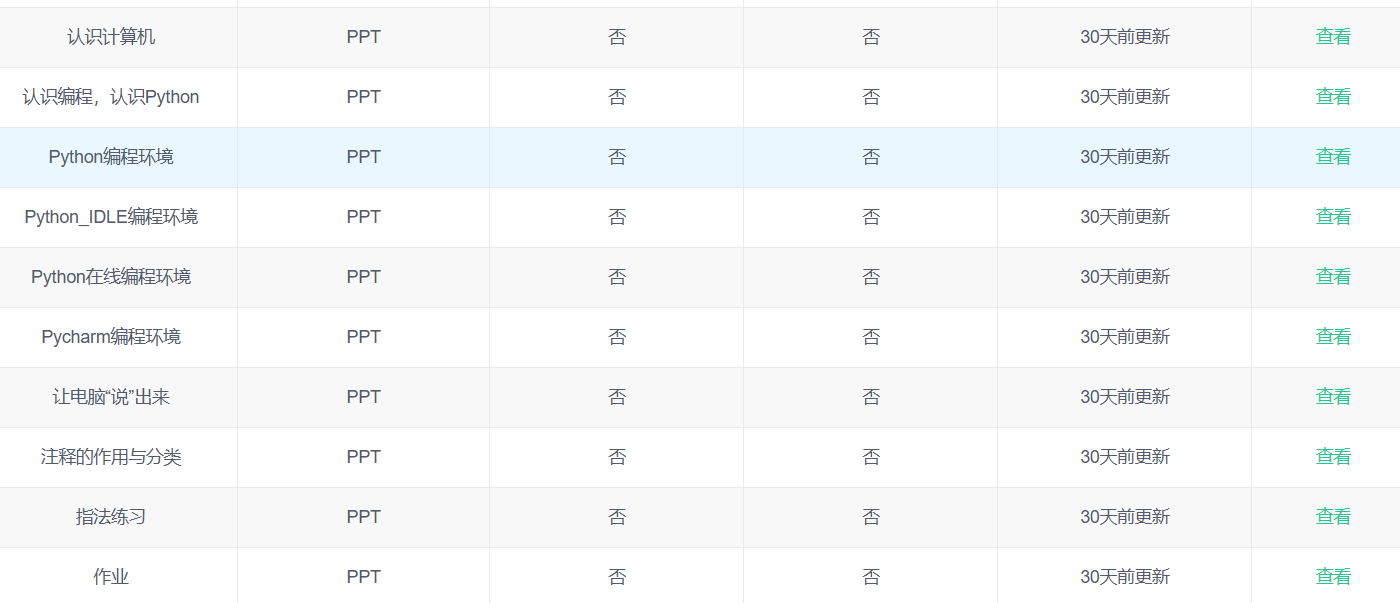 认识计算机 PPT 否 否 30天前更新 查看
认识编程，认识Python PPT 否 否 30天前更新 查看
Python编程环境 PPT 否 否 30天前更新 查看
Python_IDLE编程环境 PPT 否 否 30天前更新 查看
Python在线编程环境 PPT 否 否 30天前更新 查看
Pycharm编程环境 PPT 否 否 30天前更新 查看
让电脑“说”出来 PPT 否 否 30天前更新 查看
注释的作用与分类 PPT 否 否 30天前更新 查看
指法练习 PPT 否 否 30天前更新 查看
作业 PPT 否 否 30天前更新 查看